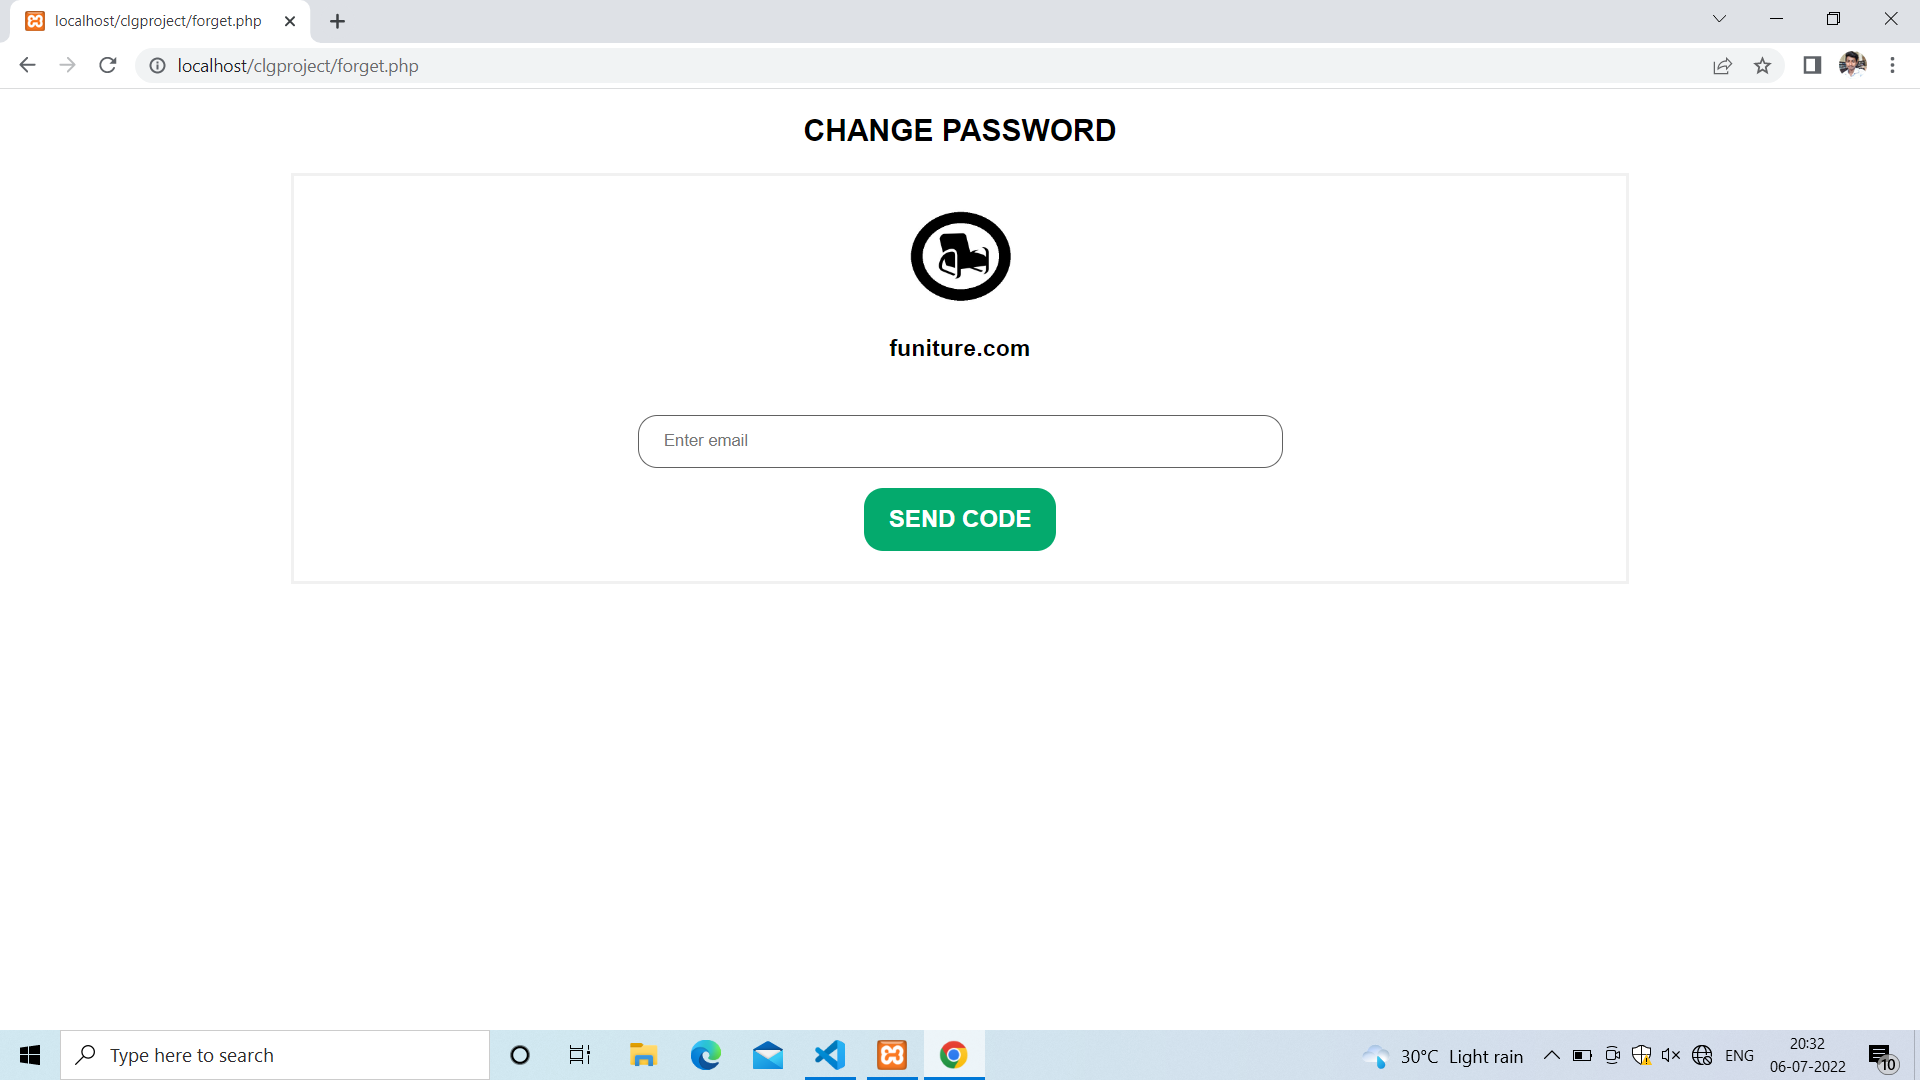 localhost/clgproject/forget.php
localhost/clgproject/forget.php
CHANGE PASSWORD
funiture.com
Enter email
SEND CODE
Type here to search
30°C Light rain
ENG
20:32
06-07-2022
10